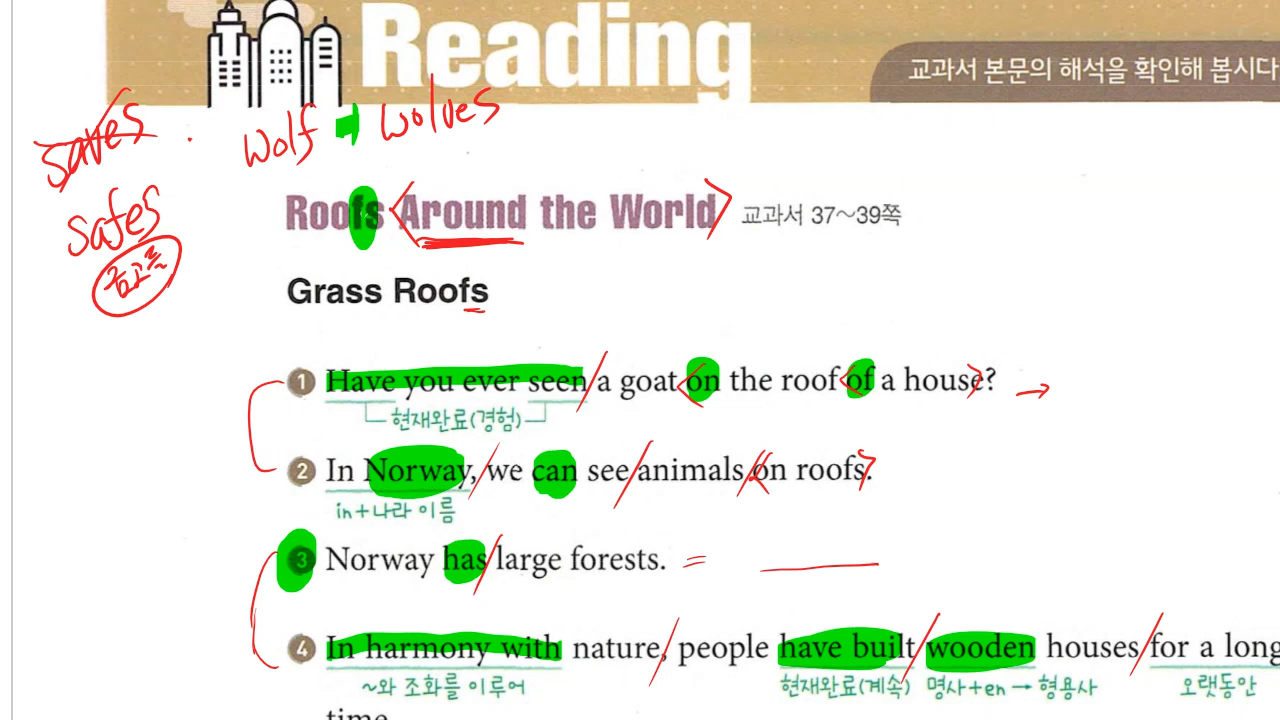 Reading
교과서 본문의 해석을 확인해 봅시다
saves . wolf → wolves
safes
금고들
Roofs <Around the World> 교과서 37~39쪽
Grass Roofs
1 Have you ever seen / a goat <on the roof <of a house>? →
현재완료(경험)
2 In Norway, / we can see / animals / <on roofs>.
in+나라 이름
3 Norway has / large forests. =
4 In harmony with nature, / people have built / wooden houses / for a long
~와 조화를 이루어 현재완료(계속) 명사+en → 형용사 오랫동안
time